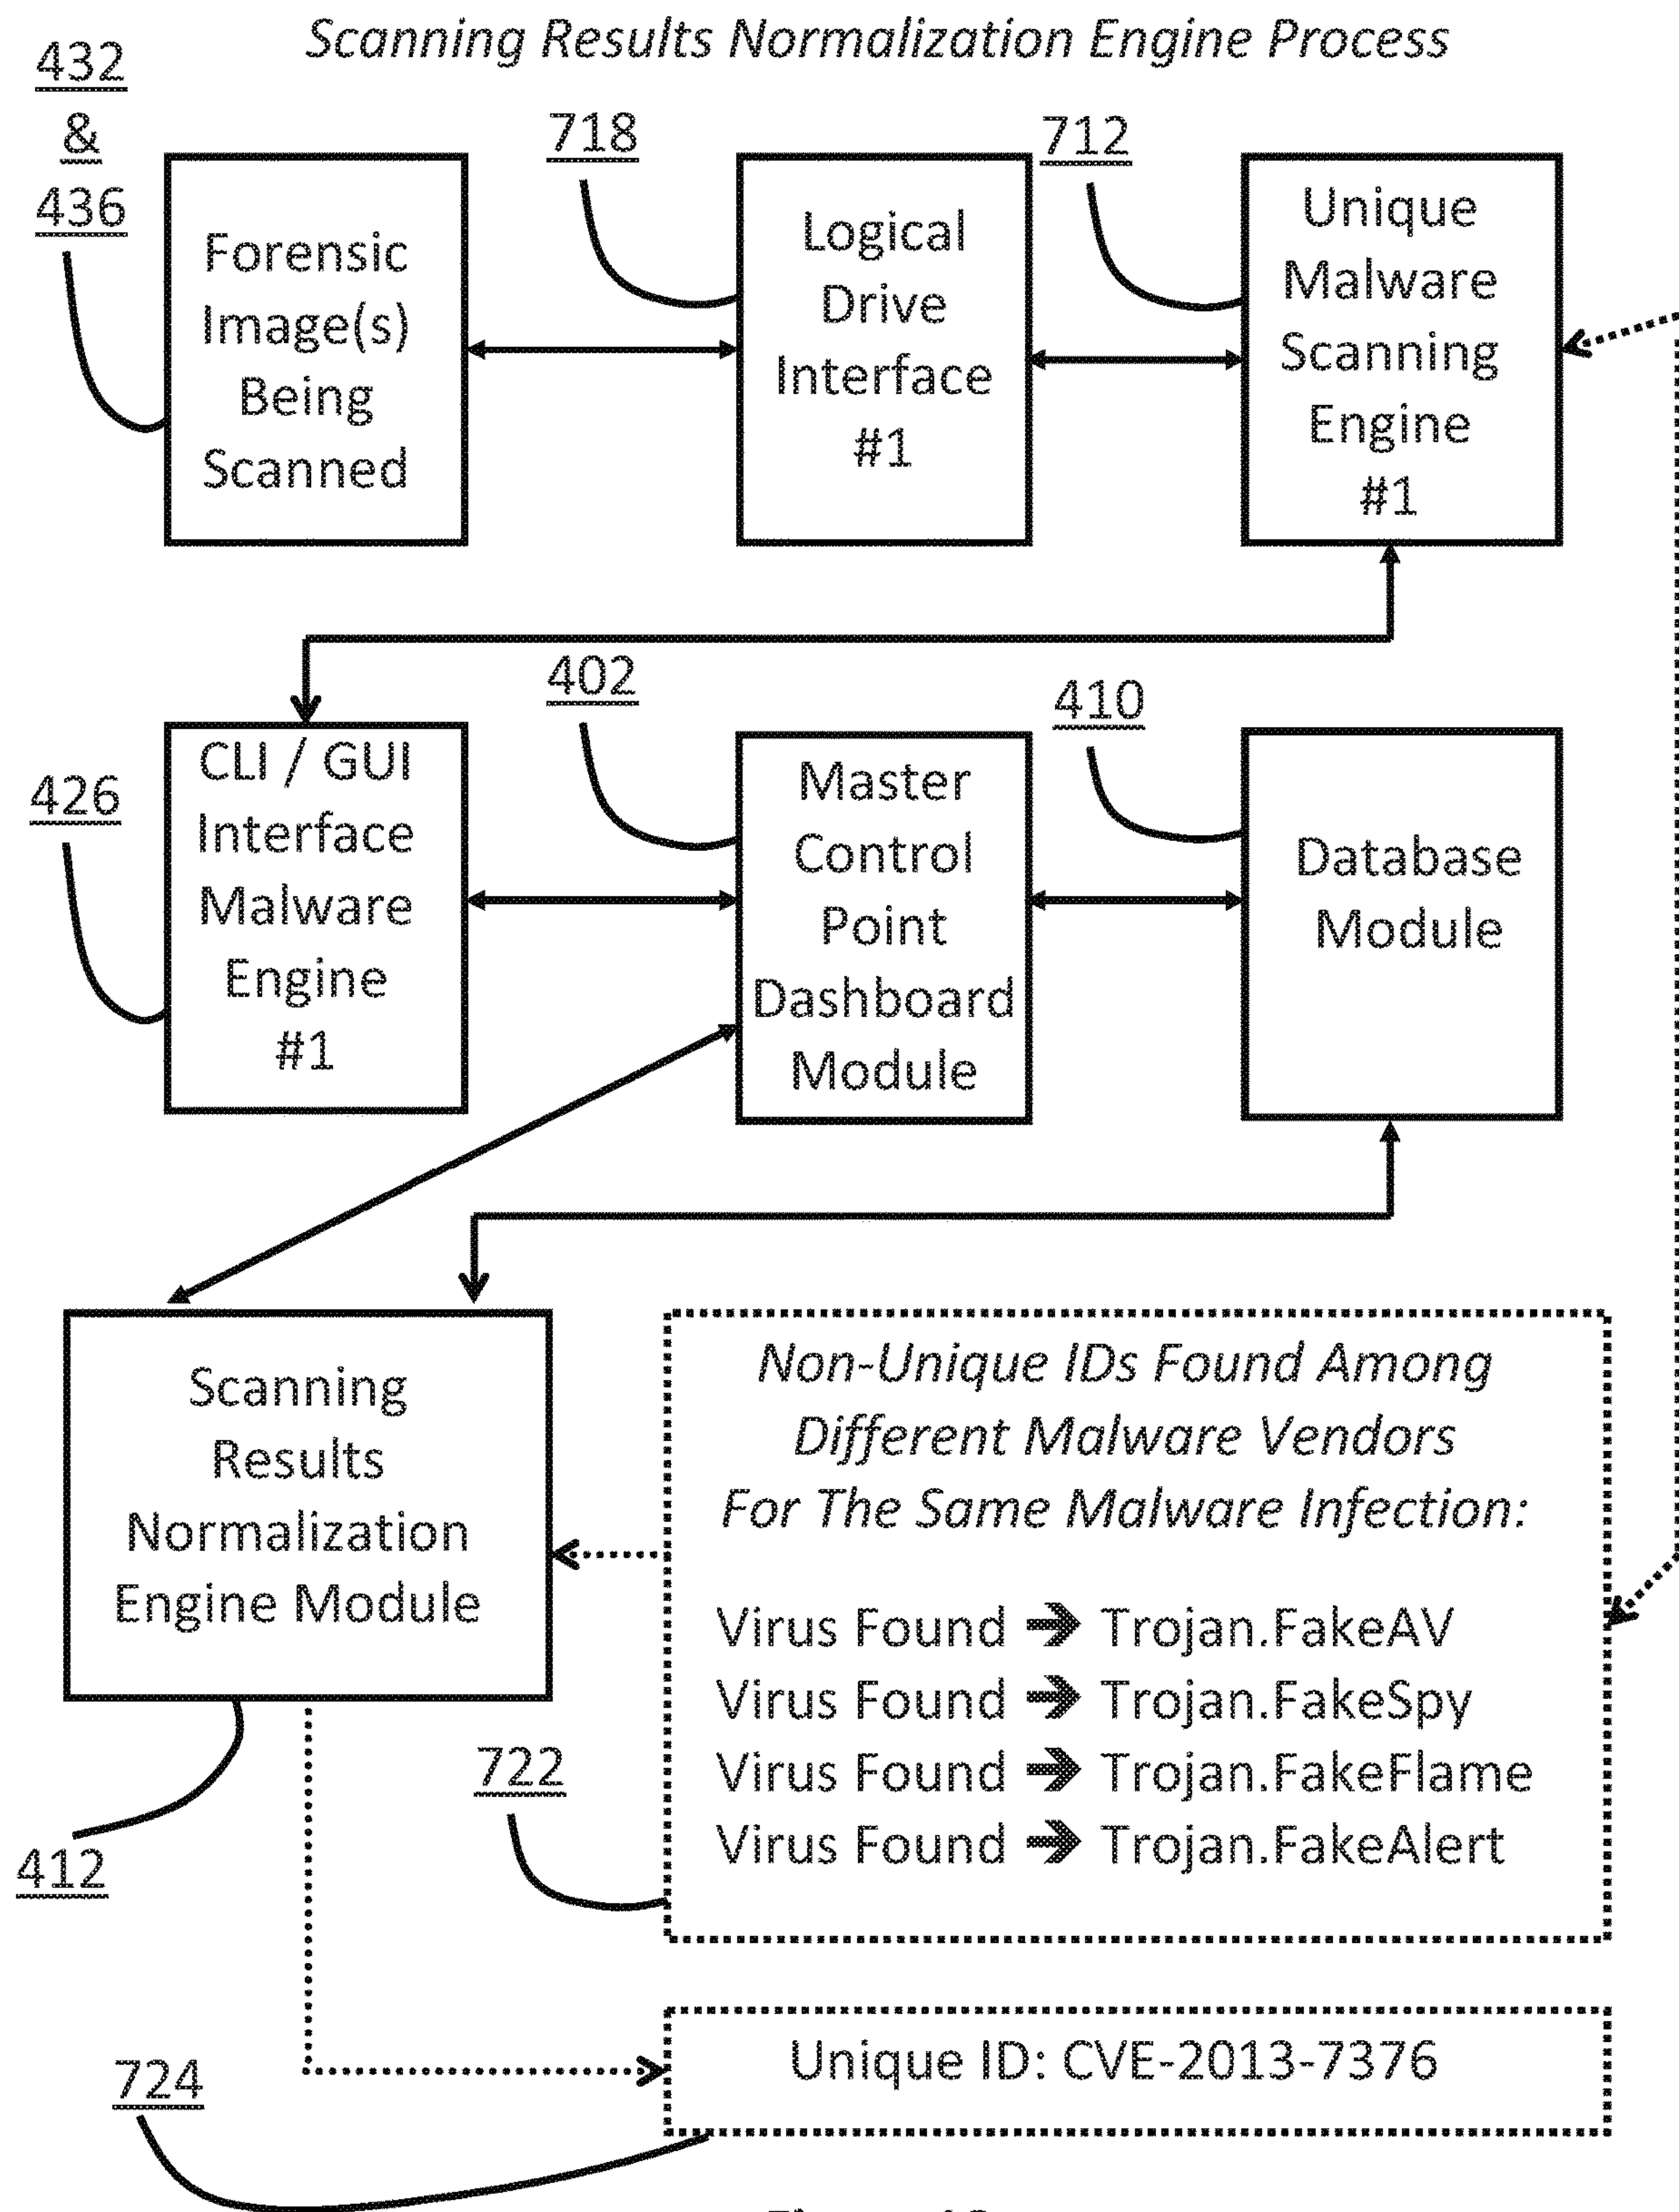 Scanning Results Normalization Engine Process
432
&
436
718
712
Forensic
Image(s)
Being
Scanned
Logical
Drive
Interface
#1
Unique
Malware
Scanning
Engine
#1
426
402
410
CLI / GUI
Interface
Malware
Engine
#1
Master
Control
Point
Dashboard
Module
Database
Module
Scanning
Results
Normalization
Engine Module
412
Non-Unique IDs Found Among
Different Malware Vendors
For The Same Malware Infection:
Virus Found ➔ Trojan.FakeAV
Virus Found ➔ Trojan.FakeSpy
Virus Found ➔ Trojan.FakeFlame
Virus Found ➔ Trojan.FakeAlert
722
Unique ID: CVE-2013-7376
724